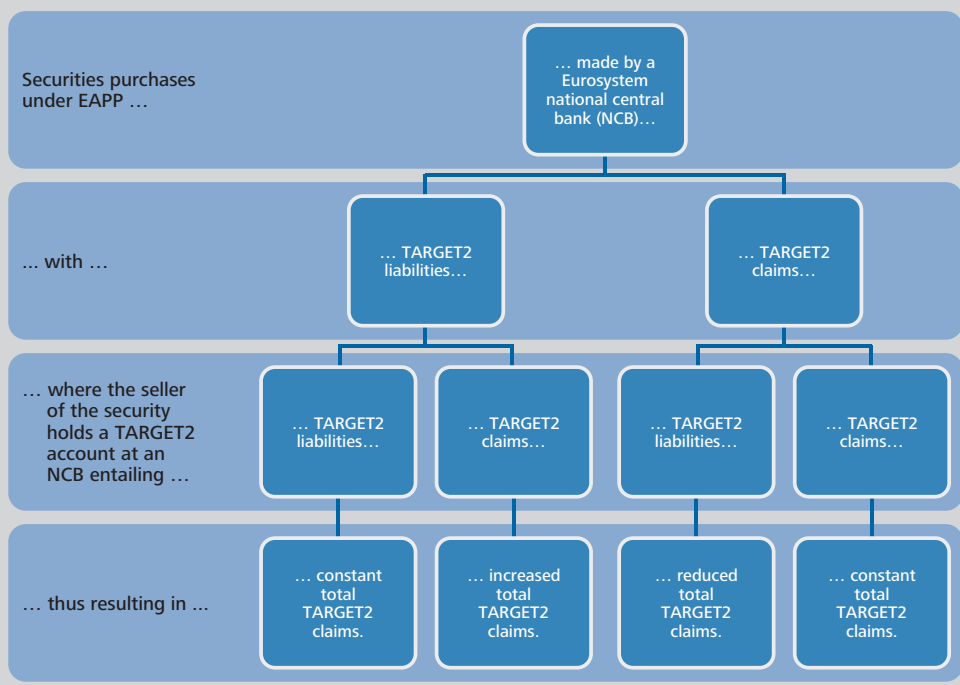 Securities purchases
under EAPP …
… made by a
Eurosystem
national central
bank (NCB)…
... with …
… TARGET2
liabilities…
… TARGET2
claims…
… where the seller
of the security
holds a TARGET2
account at an
NCB entailing …
… TARGET2
liabilities…
… TARGET2
claims…
… TARGET2
liabilities…
… TARGET2
claims…
… thus resulting in ...
… constant
total
TARGET2
claims.
… increased
total
TARGET2
claims.
… reduced
total
TARGET2
claims.
… constant
total
TARGET2
claims.